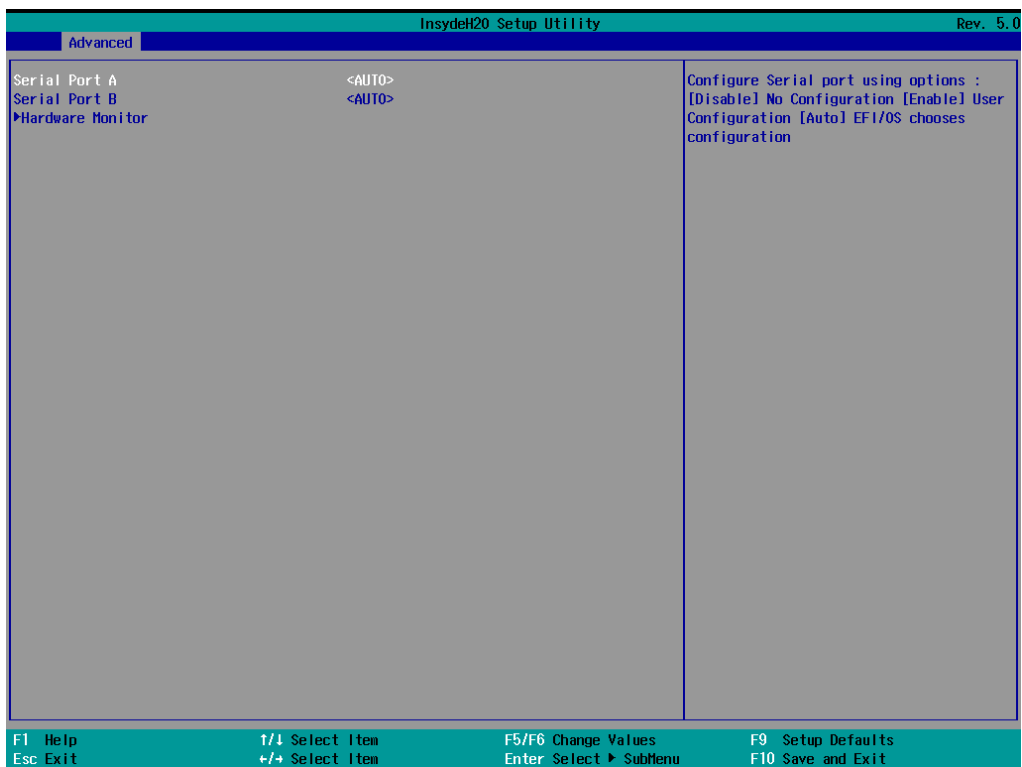 InsydeH20 Setup Utility Rev. 5.0
Advanced
Serial Port A <AUTO>
Serial Port B <AUTO>
▶Hardware Monitor
Configure Serial port using options :
[Disable] No Configuration [Enable] User
Configuration [Auto] EFI/OS chooses
configuration
F1 Help ↑/↓ Select Item F5/F6 Change Values F9 Setup Defaults
Esc Exit ←/→ Select Item Enter Select ▶ SubMenu F10 Save and Exit